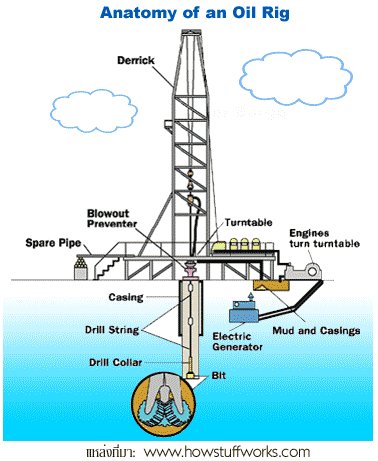 Anatomy of an Oil Rig
Derrick
Blowout
Preventer
Turntable
Engines
turn turntable
Spare Pipe
Casing
Mud and Casings
Drill String
Electric
Generator
Drill Collar
Bit
แหล่งที่มา: www.howstuffworks.com